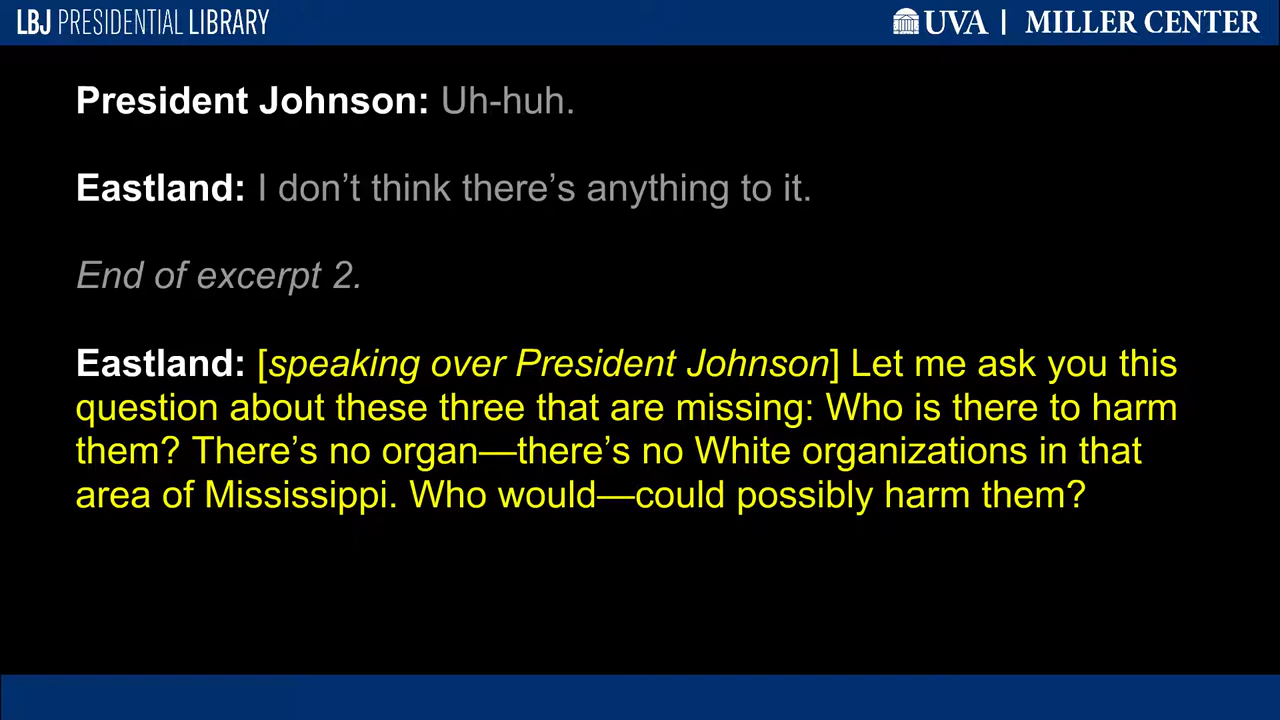 LBJ PRESIDENTIAL LIBRARY
UVA | MILLER CENTER
President Johnson: Uh-huh.
Eastland: I don’t think there’s anything to it.
End of excerpt 2.
Eastland: [speaking over President Johnson] Let me ask you this
question about these three that are missing: Who is there to harm
them? There’s no organ—there’s no White organizations in that
area of Mississippi. Who would—could possibly harm them?